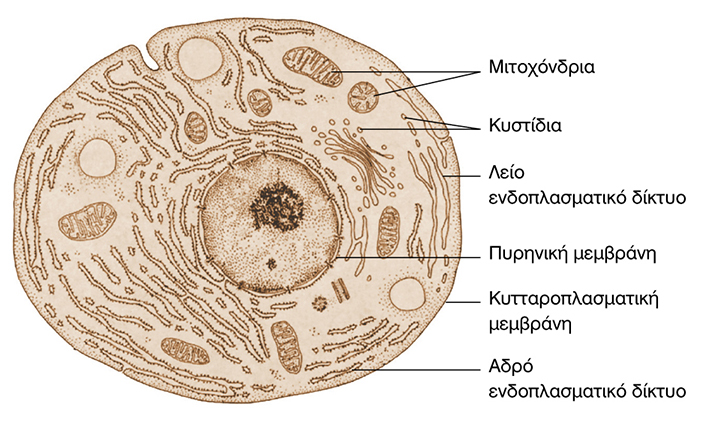 Μιτοχόνδρια
Κυστίδια
Λείο
ενδοπλασματικό δίκτυο
Πυρηνική μεμβράνη
Κυτταροπλασματική
μεμβράνη
Αδρό
ενδοπλασματικό δίκτυο